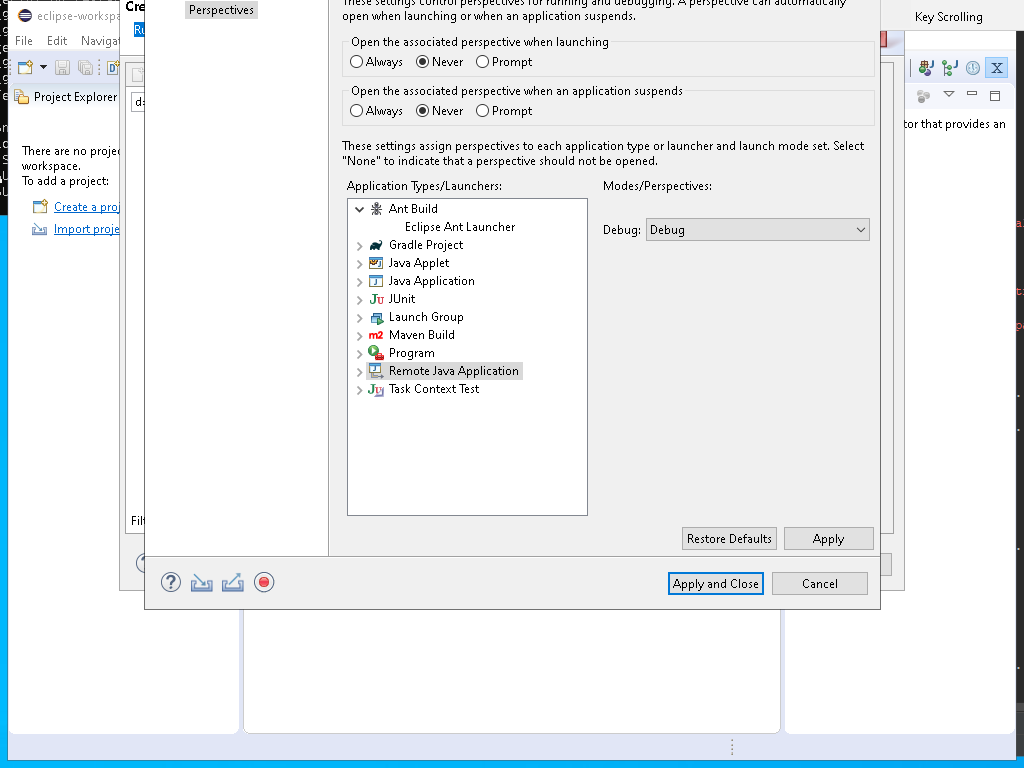 These settings control perspectives for running and debugging. A perspective can automatically
Perspectives
Cre
eclipse-workspa
Key Scrolling
open when launching or when an application suspends.
File Edit Navigat
Open the associated perspective when launching
Always Never Prompt
Open the associated perspective when an application suspends
Project Explorer
Always Never Prompt
tor that provides an
These settings assign perspectives to each application type or launcher and launch mode set. Select
"None" to indicate that a perspective should not be opened.
There are no projec
workspace.
To add a project:
Create a proj
Import proje
Application Types/Launchers:
Modes/Perspectives:
Ant Build
Eclipse Ant Launcher
Debug: Debug
Gradle Project
Java Applet
Java Application
JUnit
Launch Group
Maven Build
Program
Remote Java Application
Task Context Test
Filt
Restore Defaults Apply
Apply and Close Cancel